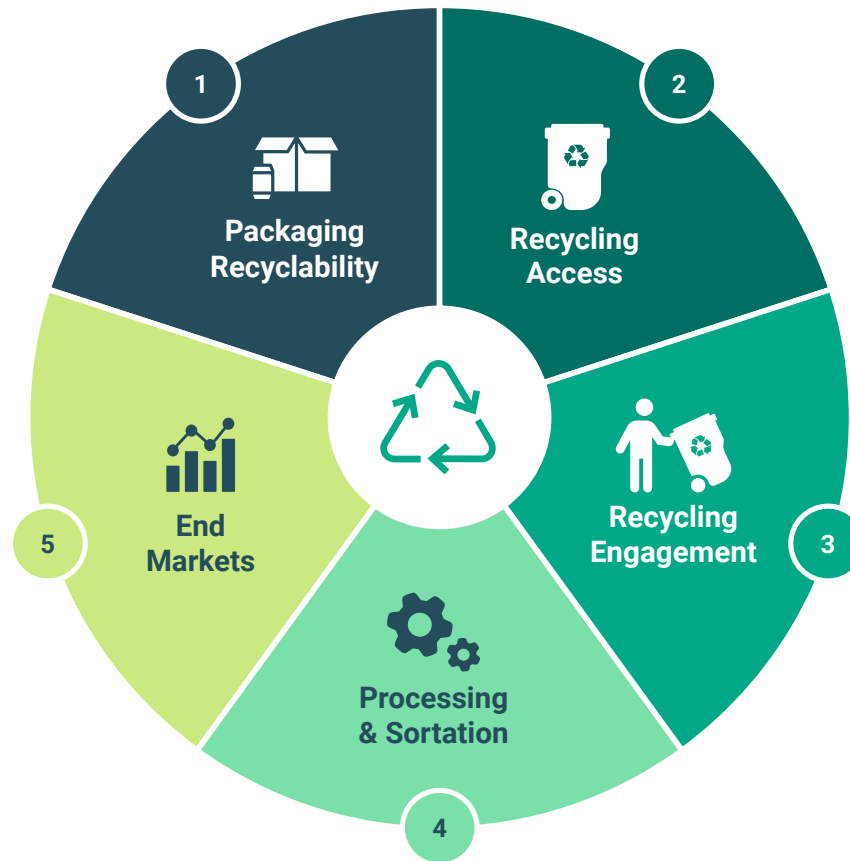 1
Packaging
Recyclability
2
Recycling
Access
3
Recycling
Engagement
4
Processing
& Sortation
5
End
Markets